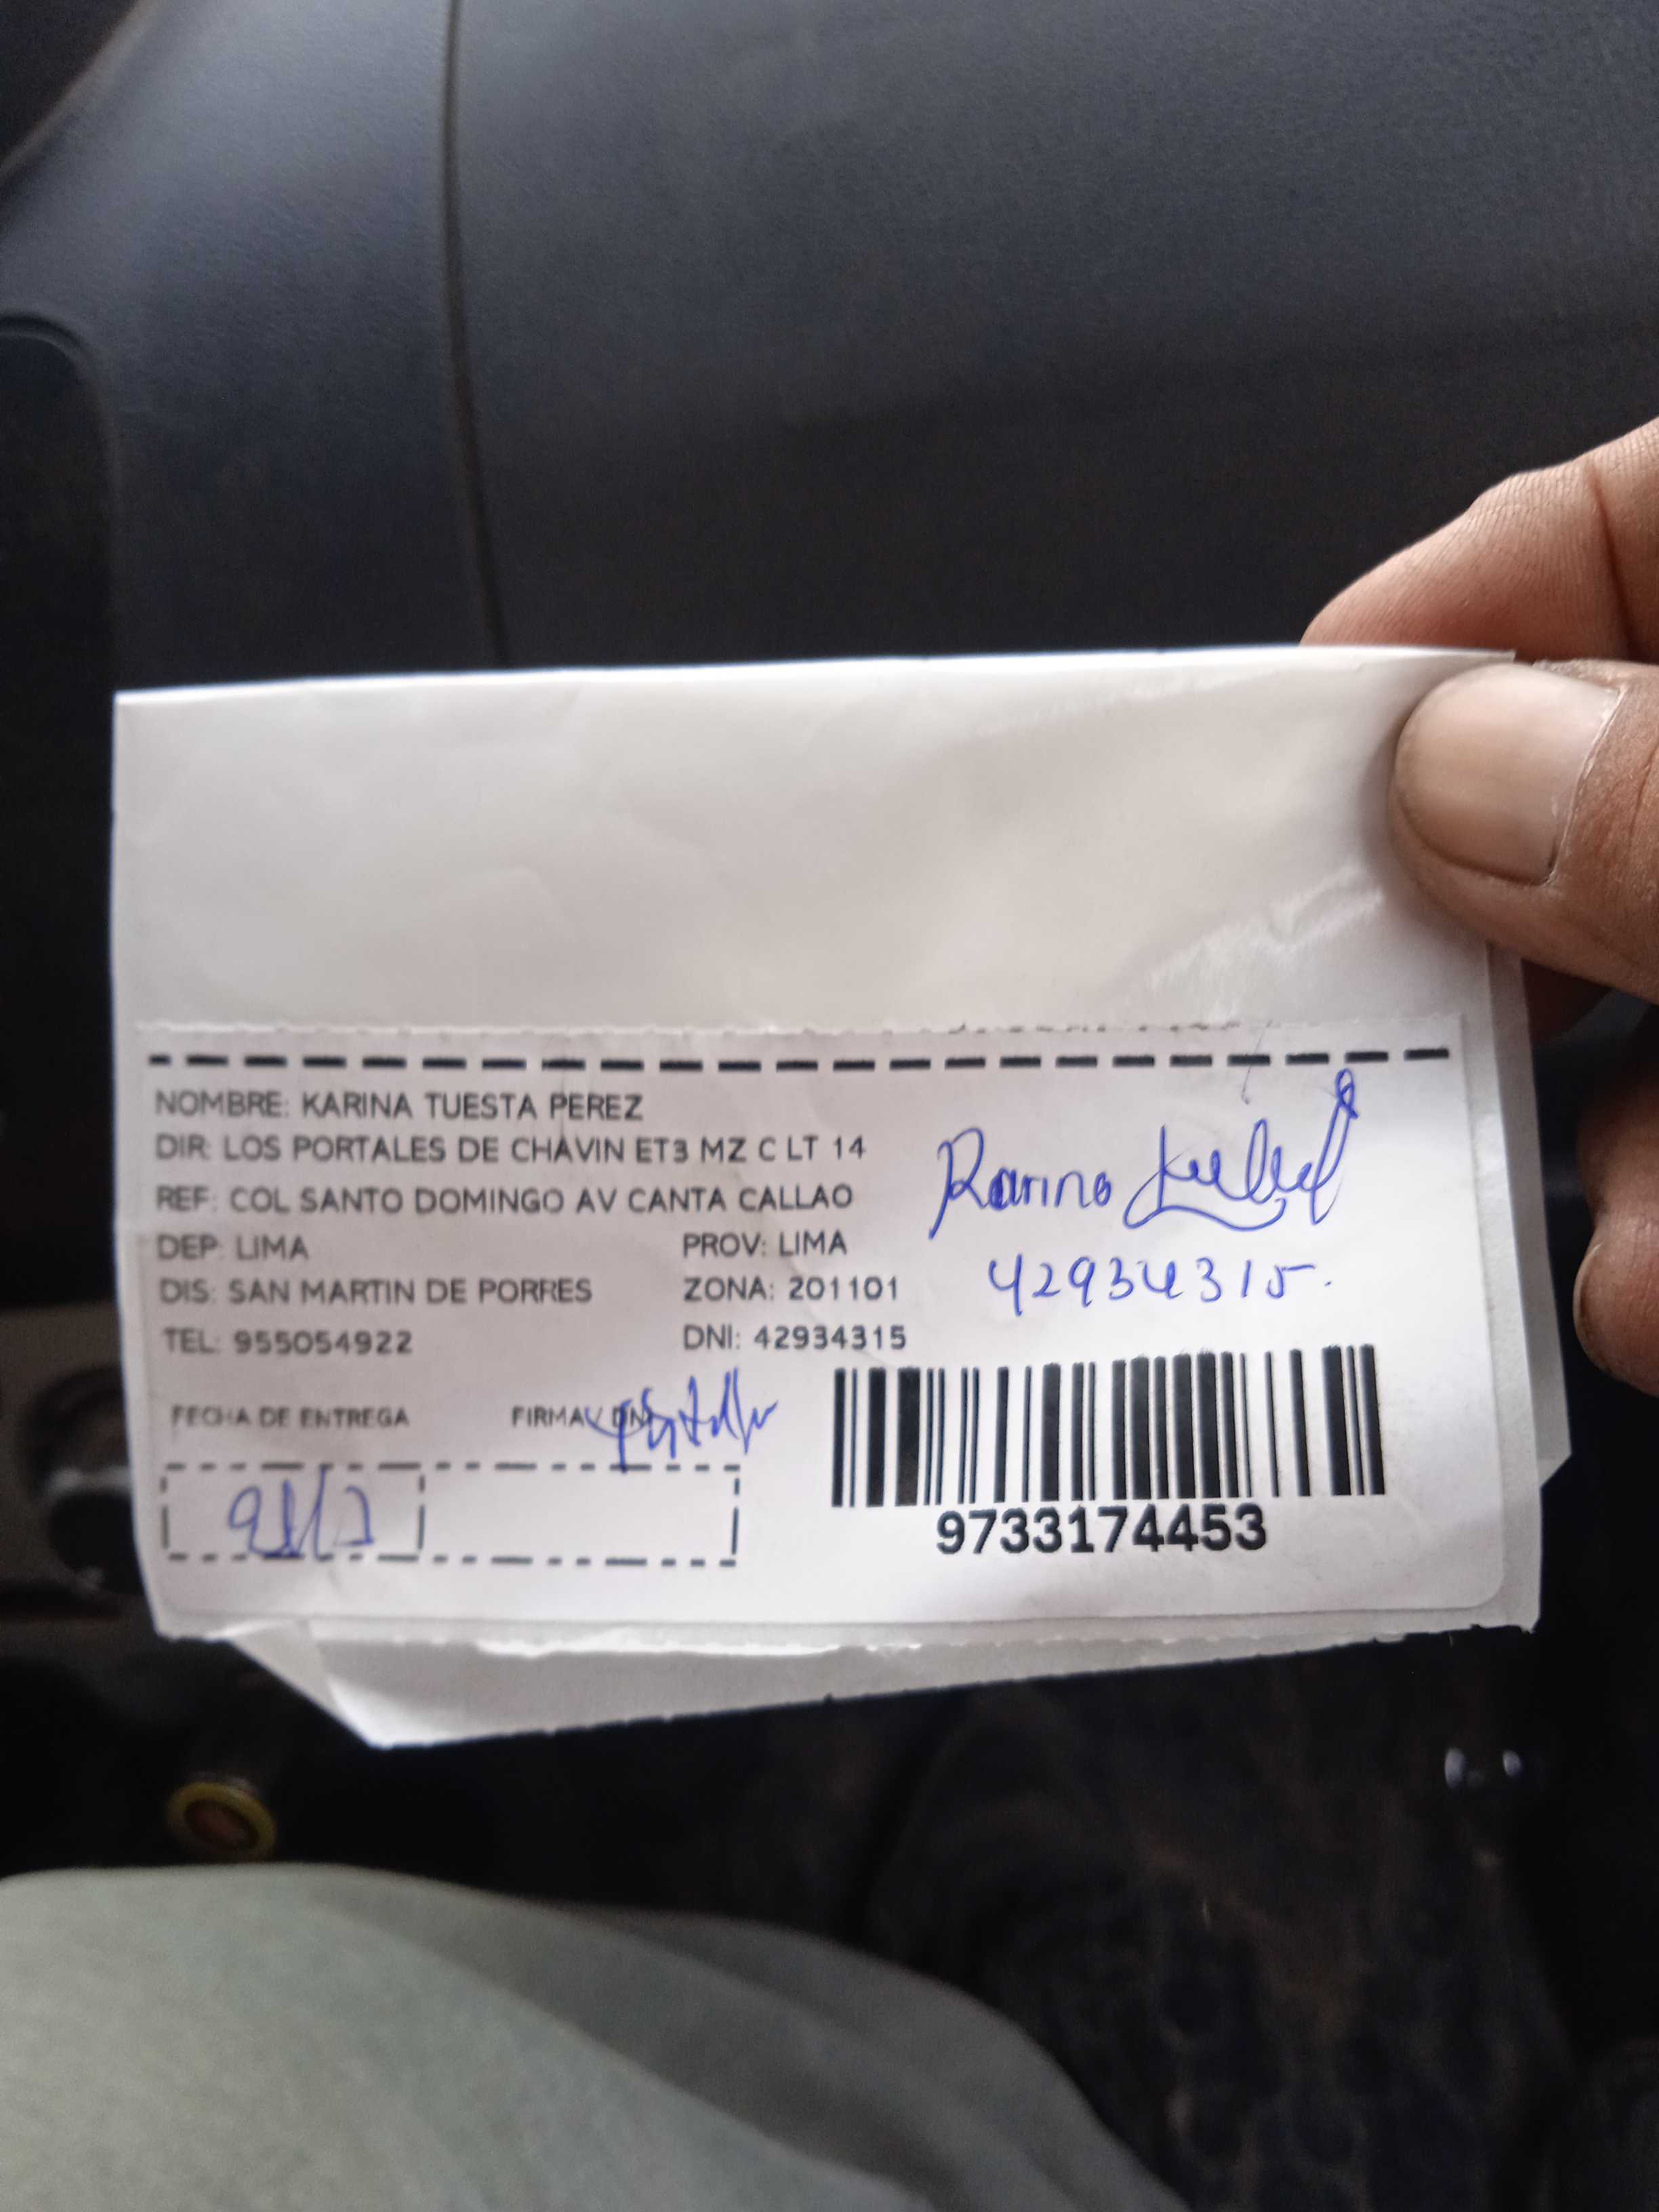 NOMBRE: KARINA TUESTA PEREZ
DIR: LOS PORTALES DE CHAVIN ET3 MZ C LT 14
REF: COL SANTO DOMINGO AV CANTA CALLAO
DEP: LIMA PROV: LIMA
DIS: SAN MARTIN DE PORRES ZONA: 201101
TEL: 955054922 DNI: 42934315
Karina
42934315.
FECHA DE ENTREGA FIRMA Y DNI
9733174453